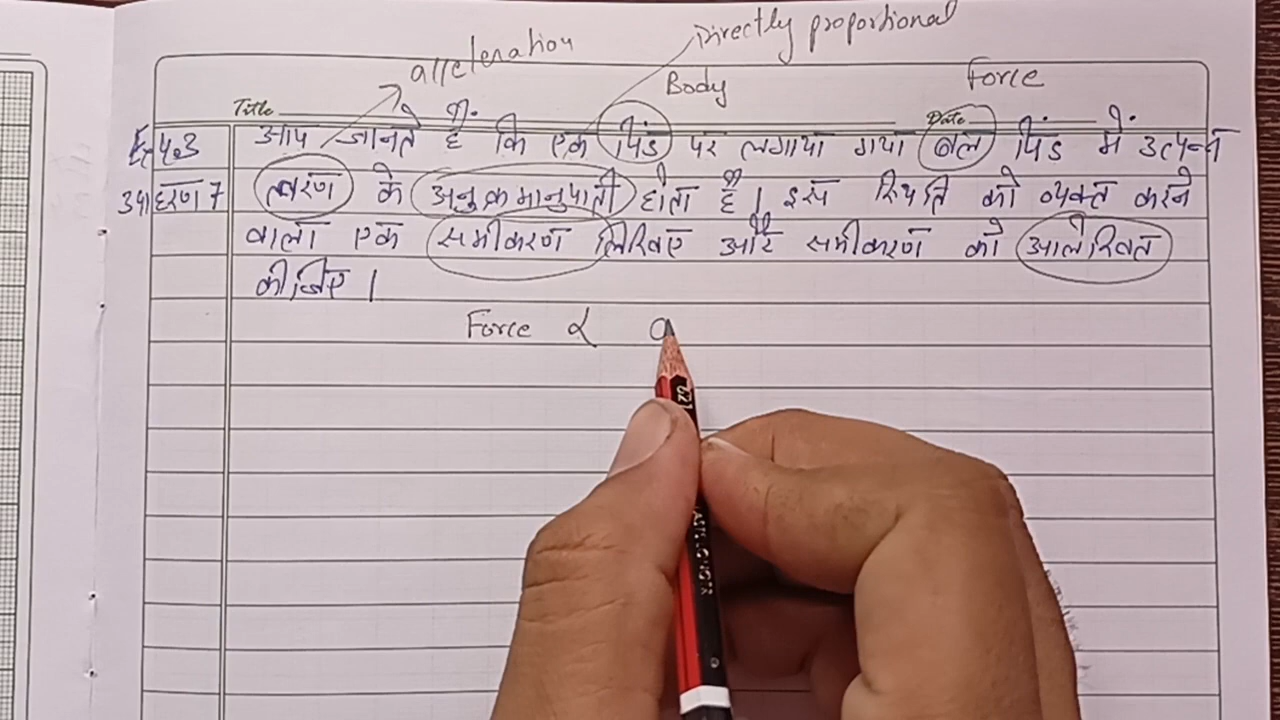 acceleration
Directly proportional
Body
Force
Title
Date
Ex 4.3 आप जानते हैं कि एक पिंड पर लगाया गया बल पिंड में उत्पन्न
उदाहरण 7 त्वरण के अनुक्रमानुपाती होता है। इस स्थिति को व्यक्त करने
वाला एक समीकरण लिखिए और समीकरण को आलेखित
कीजिए।
Force ∝ a